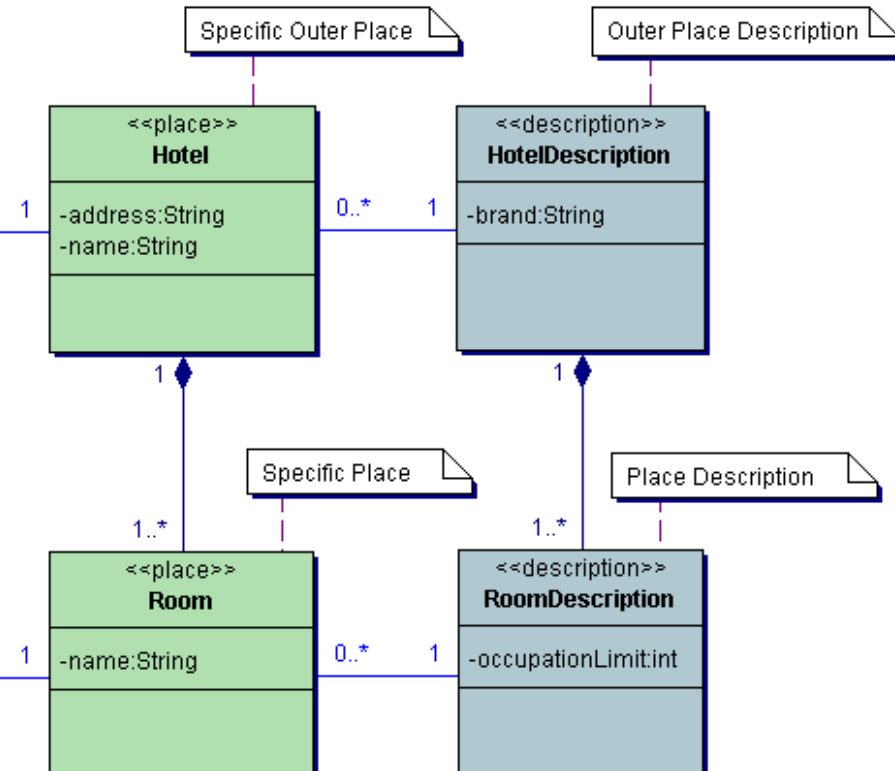 Specific Outer Place
Outer Place Description
<<place>>
Hotel
<<description>>
HotelDescription
1
-address:String
-name:String
0..*
1
-brand:String
1
1
Specific Place
Place Description
1..*
1..*
<<place>>
Room
<<description>>
RoomDescription
1
-name:String
0..*
1
-occupationLimit:int